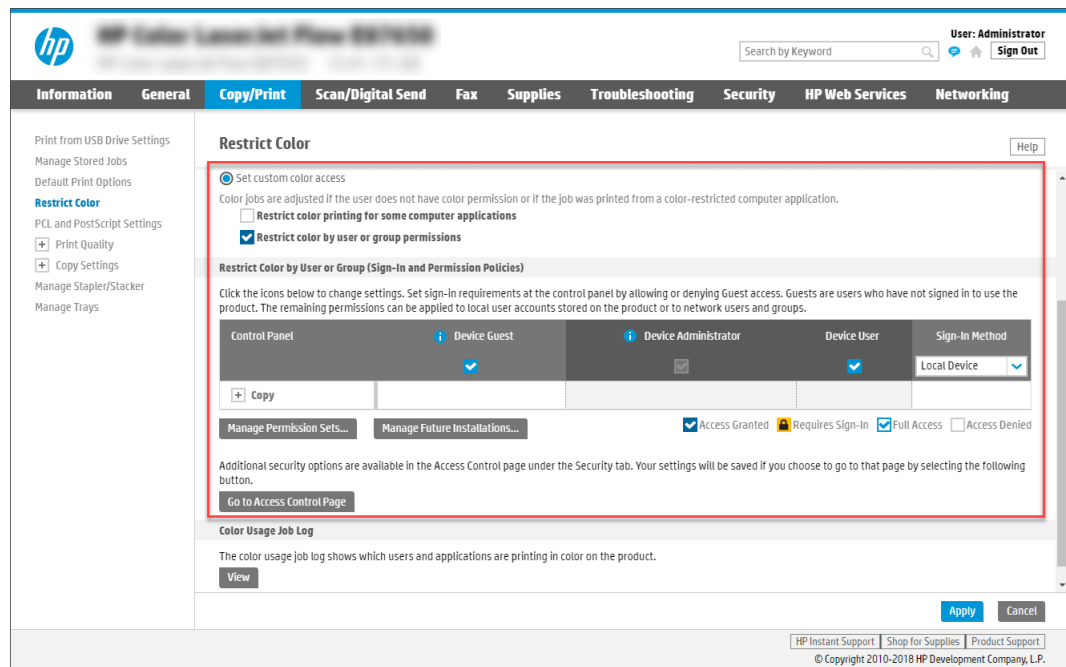 hp
User: Administrator
Search by Keyword
Sign Out
Information General Copy/Print Scan/Digital Send Fax Supplies Troubleshooting Security HP Web Services Networking
Print from USB Drive Settings
Manage Stored Jobs
Default Print Options
Restrict Color
PCL and PostScript Settings
+ Print Quality
+ Copy Settings
Manage Stapler/Stacker
Manage Trays
Restrict Color
Help
Set custom color access
Color jobs are adjusted if the user does not have color permission or if the job was printed from a color-restricted computer application.
Restrict color printing for some computer applications
Restrict color by user or group permissions
Restrict Color by User or Group (Sign-In and Permission Policies)
Click the icons below to change settings. Set sign-in requirements at the control panel by allowing or denying Guest access. Guests are users who have not signed in to use the
product. The remaining permissions can be applied to local user accounts stored on the product or to network users and groups.
Control Panel Device Guest Device Administrator Device User Sign-In Method
Local Device
+ Copy
Manage Permission Sets... Manage Future Installations... Access Granted Requires Sign-In Full Access Access Denied
Additional security options are available in the Access Control page under the Security tab. Your settings will be saved if you choose to go to that page by selecting the following
button.
Go to Access Control Page
Color Usage Job Log
The color usage job log shows which users and applications are printing in color on the product.
View
Apply Cancel
HP Instant Support Shop for Supplies Product Support
© Copyright 2010-2018 HP Development Company, L.P.